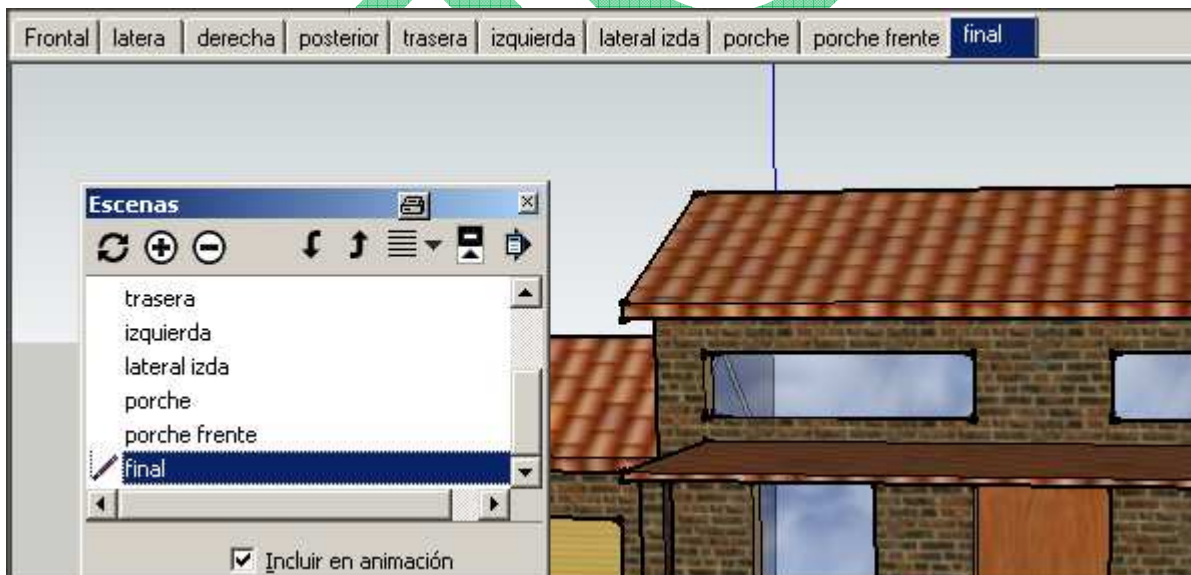 Frontal latera derecha posterior trasera izquierda lateral izda porche porche frente final
Escenas
trasera
izquierda
lateral izda
porche
porche frente
final
Incluir en animación